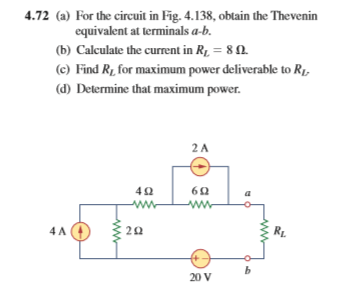 4.72 (a) For the circuit in Fig. 4.138, obtain the Thevenin
equivalent at terminals a-b.
(b) Calculate the current in R_L = 8 Ω.
(c) Find R_L for maximum power deliverable to R_L.
(d) Determine that maximum power.
2 A
4 Ω 6 Ω a
4 A 2 Ω R_L
+ −
20 V b